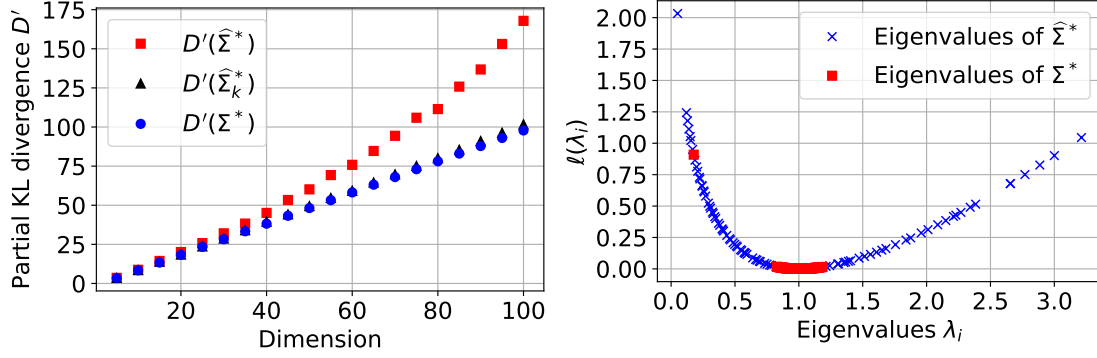 175
150
125
100
75
50
25
0
Partial KL divergence D′
D′(Σ̂*)
D′(Σ̂*ₖ)
D′(Σ*)
20 40 60 80 100
Dimension
2.00
1.75
1.50
1.25
1.00
0.75
0.50
0.25
0.00
ℓ(λᵢ)
Eigenvalues of Σ̂*
Eigenvalues of Σ*
0.0 0.5 1.0 1.5 2.0 2.5 3.0
Eigenvalues λᵢ